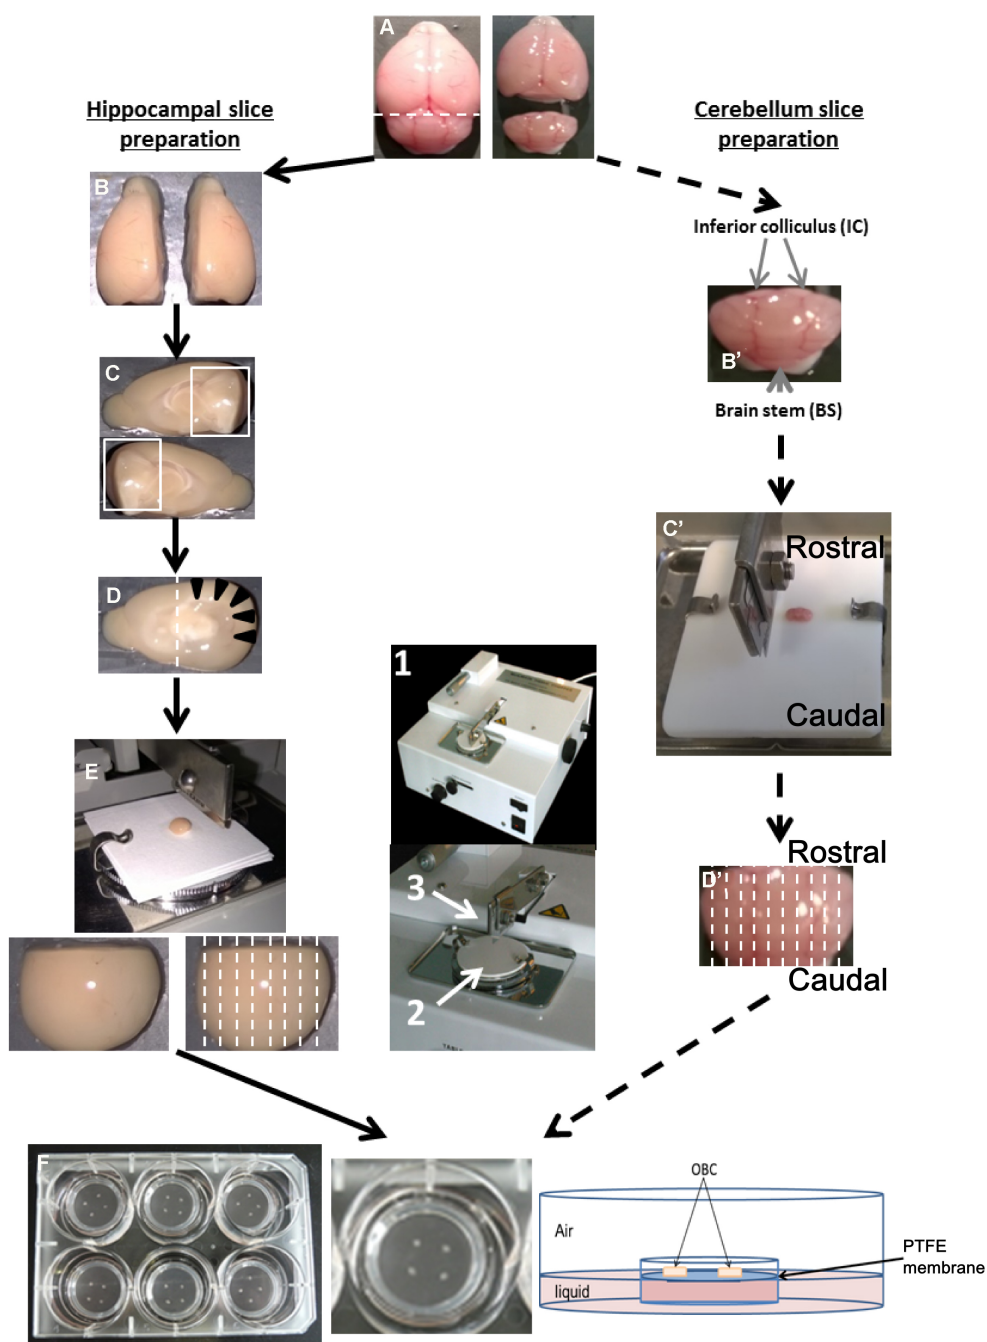 A
Hippocampal slice
preparation
Cerebellum slice
preparation
B
Inferior colliculus (IC)
B’
Brain stem (BS)
C
C’
Rostral
Caudal
D
1
E
3
2
Rostral
D’
Caudal
F
OBC
Air
PTFE
membrane
liquid